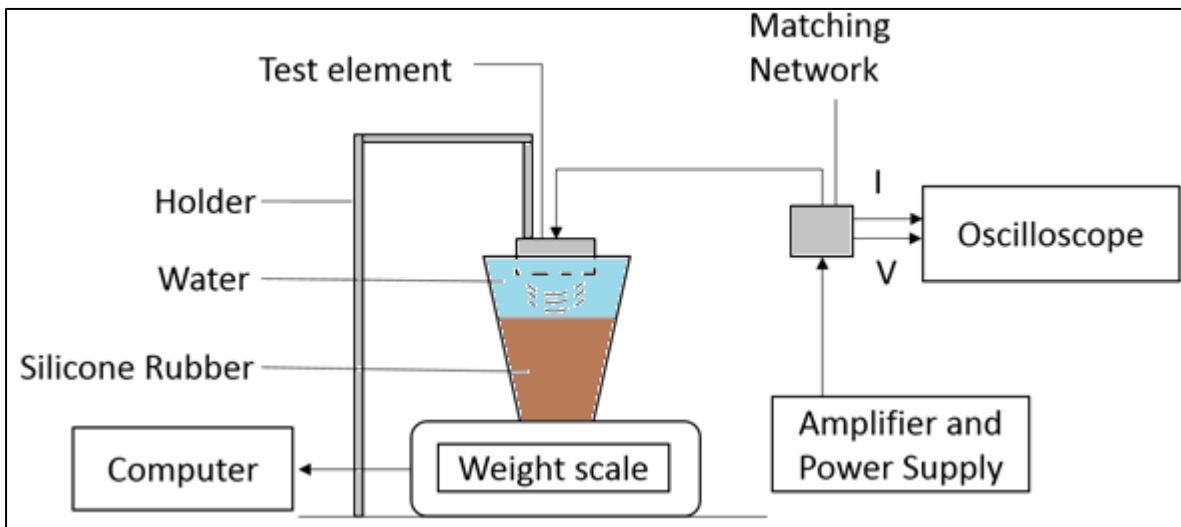 Matching
Network
Test element
I
Holder
Oscilloscope
Water
V
Silicone Rubber
Amplifier and
Power Supply
Computer
Weight scale